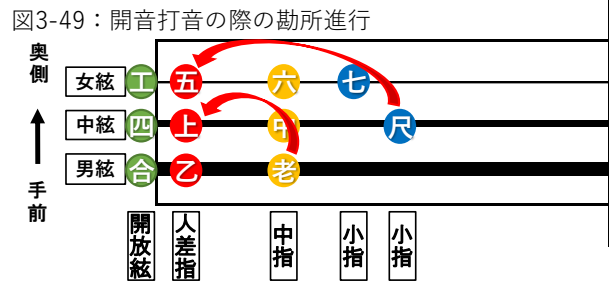 図3-49：開音打音の際の勘所進行
奥側
手前
女絃 工 五 六 七
中絃 四 上 中 尺
男絃 合 乙 老
開放絃
人差指
中指
小指
小指